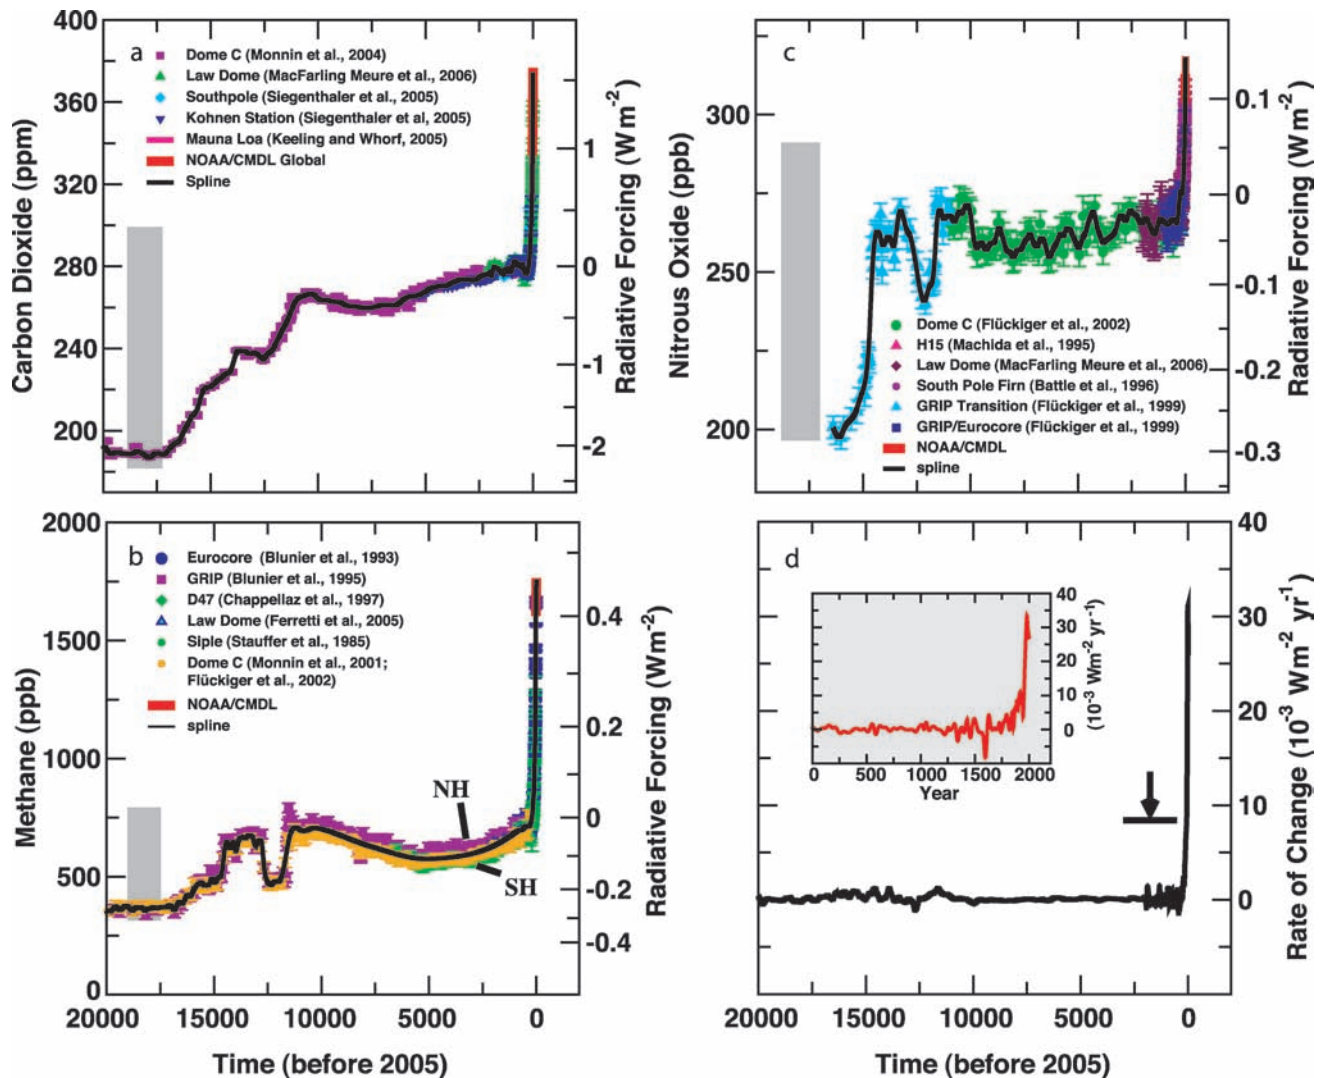 a
400
360
320
280
240
200
Carbon Dioxide (ppm)
Dome C (Monnin et al., 2004)
Law Dome (MacFarling Meure et al., 2006)
Southpole (Siegenthaler et al., 2005)
Kohnen Station (Siegenthaler et al, 2005)
Mauna Loa (Keeling and Whorf, 2005)
NOAA/CMDL Global
Spline
1
0
-1
-2
Radiative Forcing (Wm-2)
c
300
250
200
Nitrous Oxide (ppb)
Dome C (Flückiger et al., 2002)
H15 (Machida et al., 1995)
Law Dome (MacFarling Meure et al., 2006)
South Pole Firn (Battle et al., 1996)
GRIP Transition (Flückiger et al., 1999)
GRIP/Eurocore (Flückiger et al., 1999)
NOAA/CMDL
spline
0.1
0
-0.1
-0.2
-0.3
Radiative Forcing (Wm-2)
b
2000
1500
1000
500
0
Methane (ppb)
Eurocore (Blunier et al., 1993)
GRIP (Blunier et al., 1995)
D47 (Chappellaz et al., 1997)
Law Dome (Ferretti et al., 2005)
Siple (Stauffer et al., 1985)
Dome C (Monnin et al., 2001;
Flückiger et al., 2002)
NOAA/CMDL
spline
NH
SH
0.4
0.2
0
-0.2
-0.4
Radiative Forcing (Wm-2)
20000 15000 10000 5000 0
Time (before 2005)
d
40
30
20
10
0
(10-3 Wm-2 yr-1)
0 500 1000 1500 2000
Year
40
30
20
10
0
Rate of Change (10-3 Wm-2 yr-1)
20000 15000 10000 5000 0
Time (before 2005)